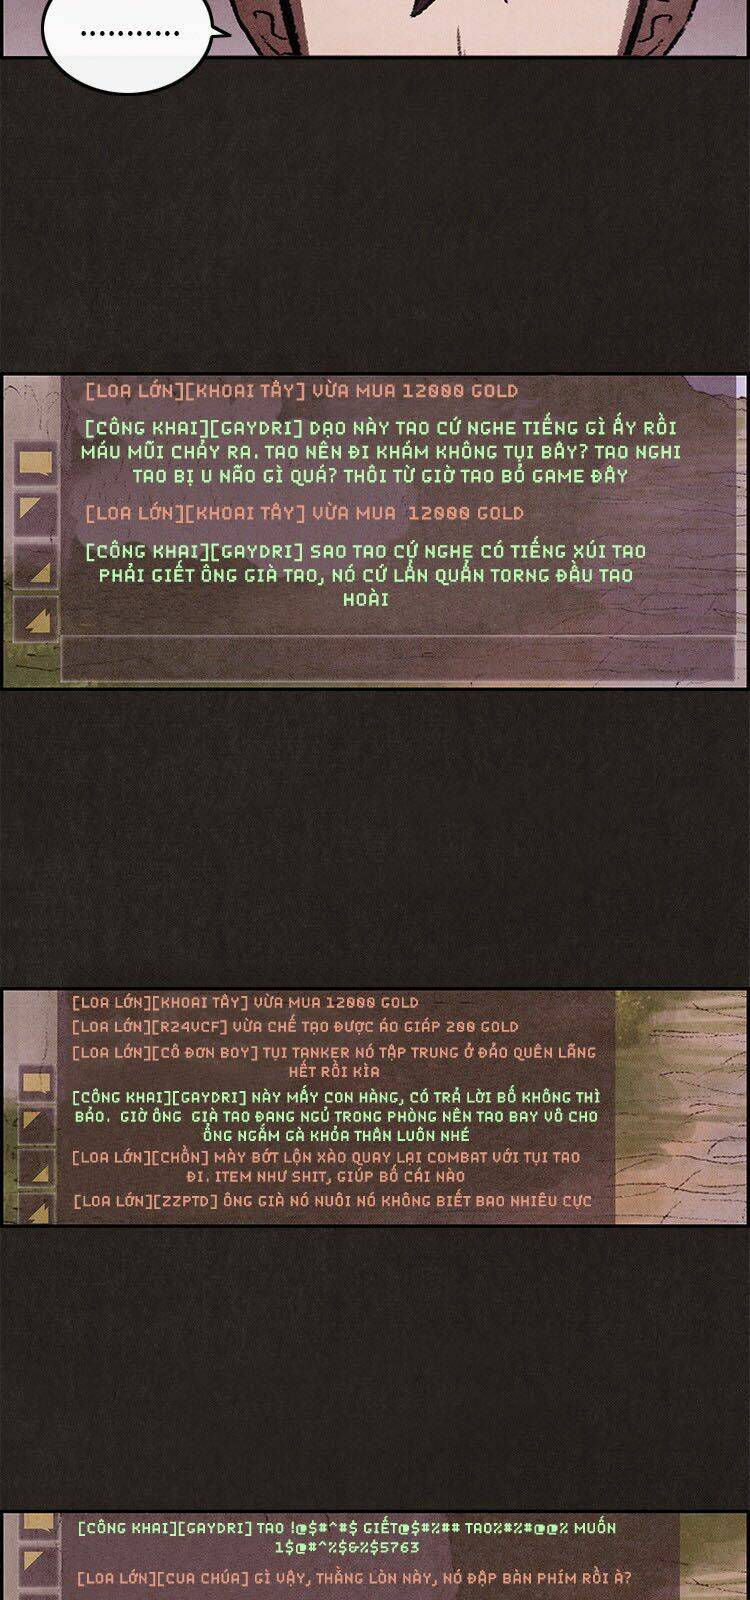 ...........
[LOA LỚN][KHOAI TÂY] VỪA MUA 12000 GOLD
[CÔNG KHAI][GAYDRI] DẠO NÀY TAO CỨ NGHE TIẾNG GÌ ẤY RỒI
MÁU MŨI CHẢY RA. TAO NÊN ĐI KHÁM KHÔNG TỤI BÂY? TAO NGHI
TAO BỊ U NÃO GÌ QUÁ? THÔI TỪ GIỜ TAO BỎ GAME ĐÂY
[LOA LỚN][KHOAI TÂY] VỪA MUA 12000 GOLD
[CÔNG KHAI][GAYDRI] SAO TAO CỨ NGHE CÓ TIẾNG XÚI TAO
PHẢI GIẾT ÔNG GIÀ TAO, NÓ CỨ LẨN QUẨN TORNG ĐẦU TAO
HOÀI
[LOA LỚN][KHOAI TÂY] VỪA MUA 12000 GOLD
[LOA LỚN][R24VCF] VỪA CHẾ TẠO ĐƯỢC ÁO GIÁP 200 GOLD
[LOA LỚN][CÔ ĐƠN BOY] TỤI TANKER NÓ TẬP TRUNG Ở ĐẢO QUÊN LÃNG
HẾT RỒI KÌA
[CÔNG KHAI][GAYDRI] NÀY MẤY CON HÀNG, CÓ TRẢ LỜI BỐ KHÔNG THÌ
BẢO. GIỜ ÔNG GIÀ TAO ĐANG NGỦ TRONG PHÒNG NÊN TAO BAY VÔ CHO
ỔNG NGẮM GÀ KHỎA THÂN LUÔN NHÉ
[LOA LỚN][CHỒN] MÀY BỚT LỘN XÀO QUAY LẠI COMBAT VỚI TỤI TAO
ĐI. ITEM NHƯ SHIT, GIÚP BỐ CÁI NÀO
[LOA LỚN][ZZPTD] ÔNG GIÀ NÓ NUÔI NÓ KHÔNG BIẾT BAO NHIÊU CỰC
[CÔNG KHAI][GAYDRI] TAO !@$#^#$ GIẾT@$#%## TAO%#%#@@% MUỐN
1$@#^%$&%$5763
[LOA LỚN][CUA CHÚA] GÌ VẬY, THẰNG LÒN NÀY, NÓ ĐẬP BÀN PHÍM RỒI À?